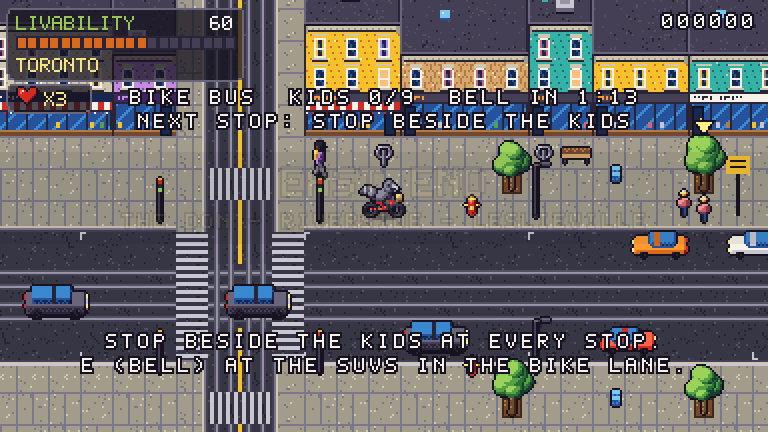 LIVABILITY 60
000000
TORONTO
X3
BIKE BUS KIDS 0/9 BELL IN 1:13
NEXT STOP: STOP BESIDE THE KIDS
STOP BESIDE THE KIDS AT EVERY STOP.
E (BELL) AT THE SUVS IN THE BIKE LANE.